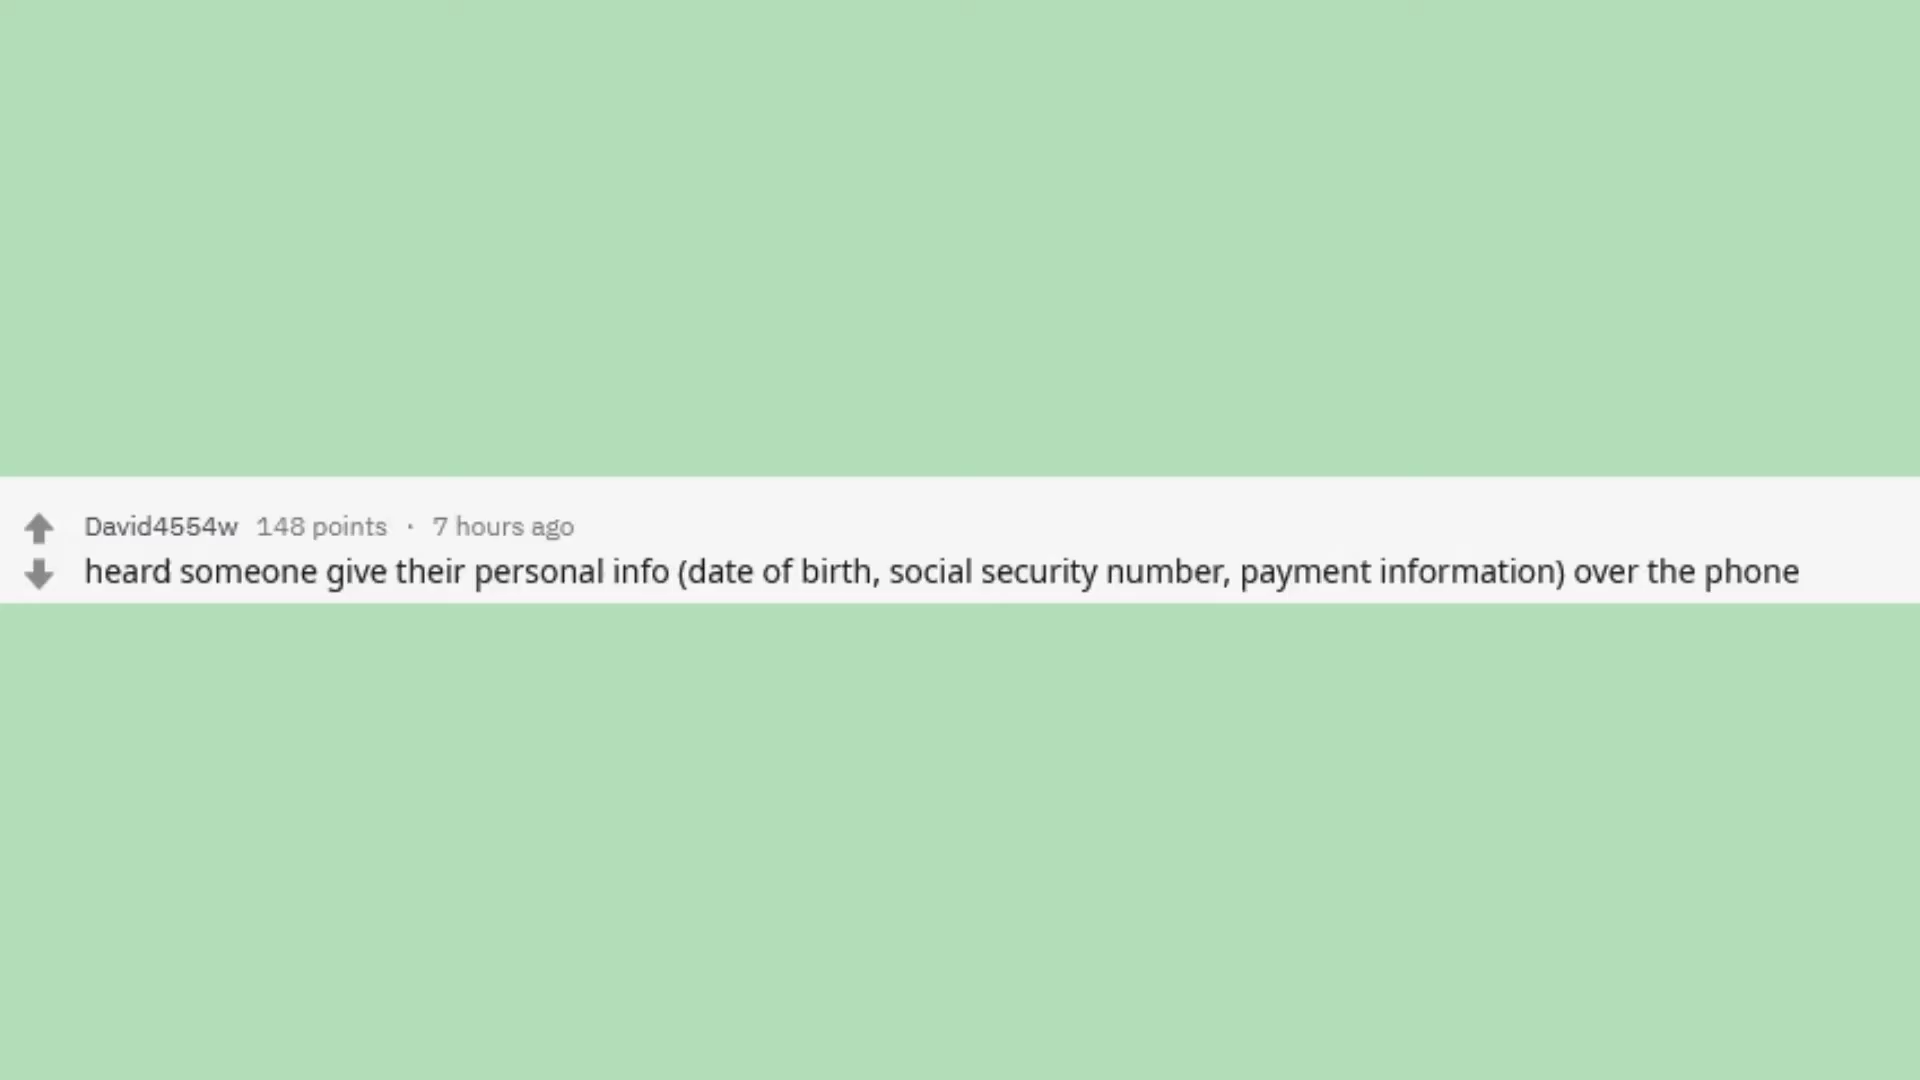 David4554w 148 points · 7 hours ago
heard someone give their personal info (date of birth, social security number, payment information) over the phone